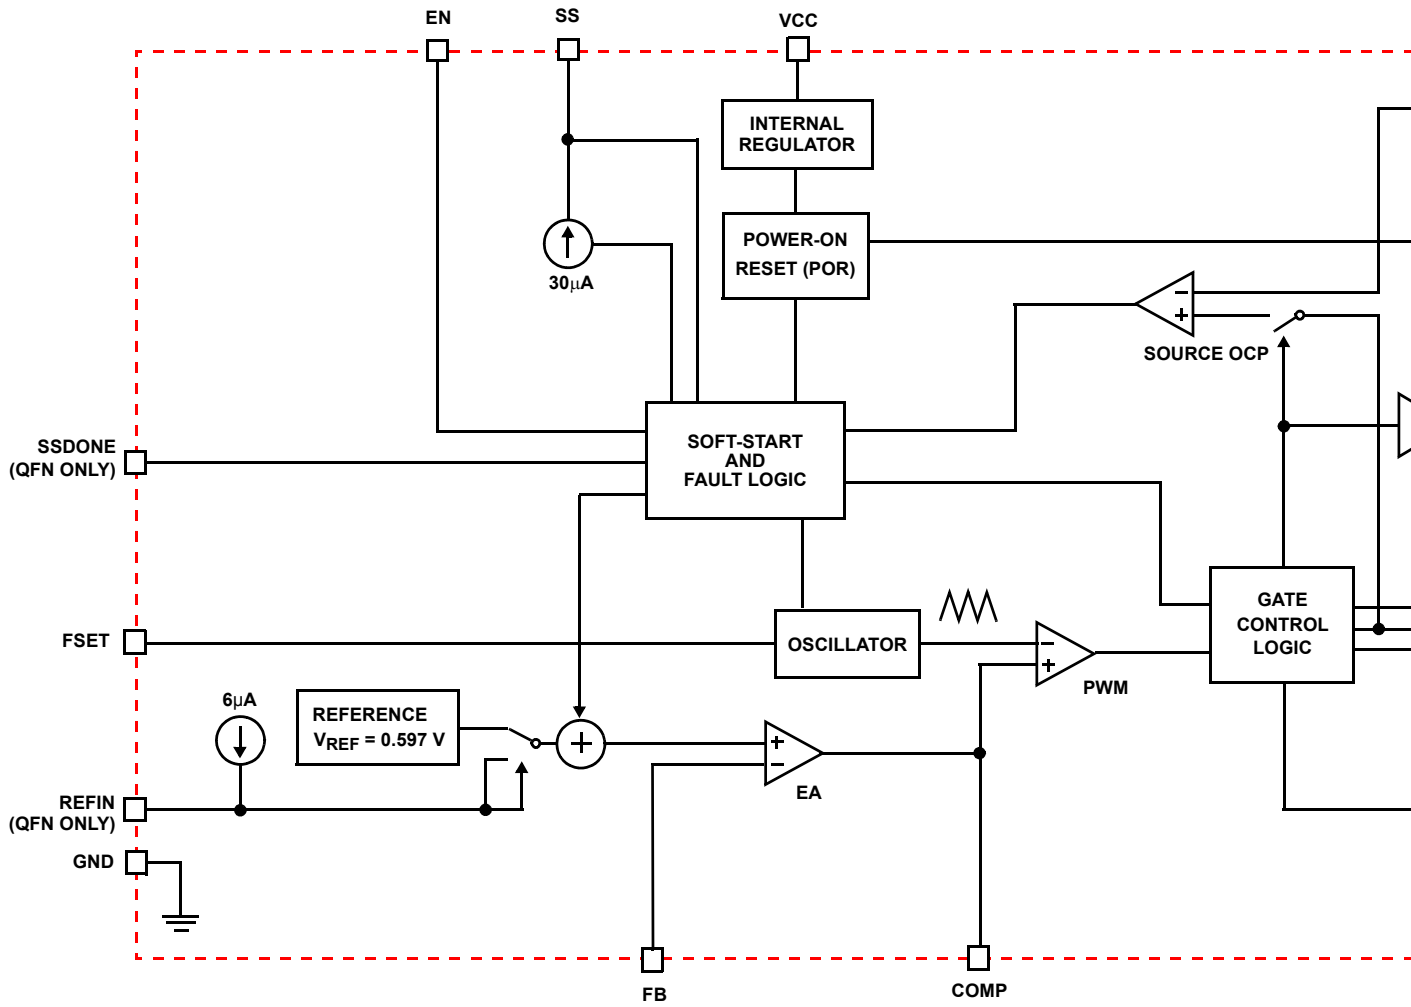 EN
SS
VCC
INTERNAL
REGULATOR
POWER-ON
RESET (POR)
30µA
SOURCE OCP
SSDONE
(QFN ONLY)
SOFT-START
AND
FAULT LOGIC
GATE
CONTROL
LOGIC
FSET
OSCILLATOR
PWM
6µA
REFERENCE
VREF = 0.597 V
EA
REFIN
(QFN ONLY)
GND
FB
COMP